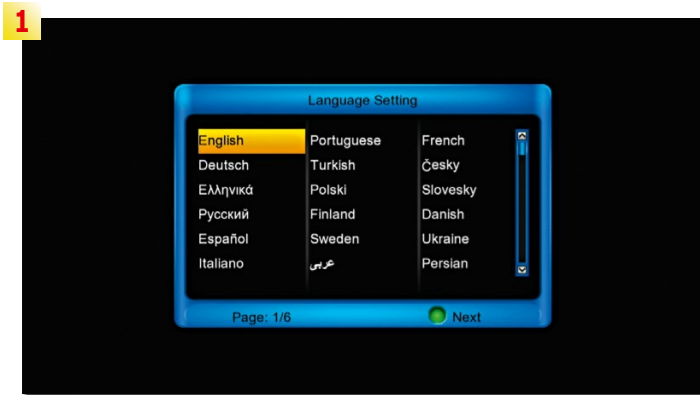 1
Language Setting
English Portuguese French
Deutsch Turkish Česky
Ελληνικά Polski Slovesky
Русский Finland Danish
Español Sweden Ukraine
Italiano عربى Persian
Page: 1/6 Next